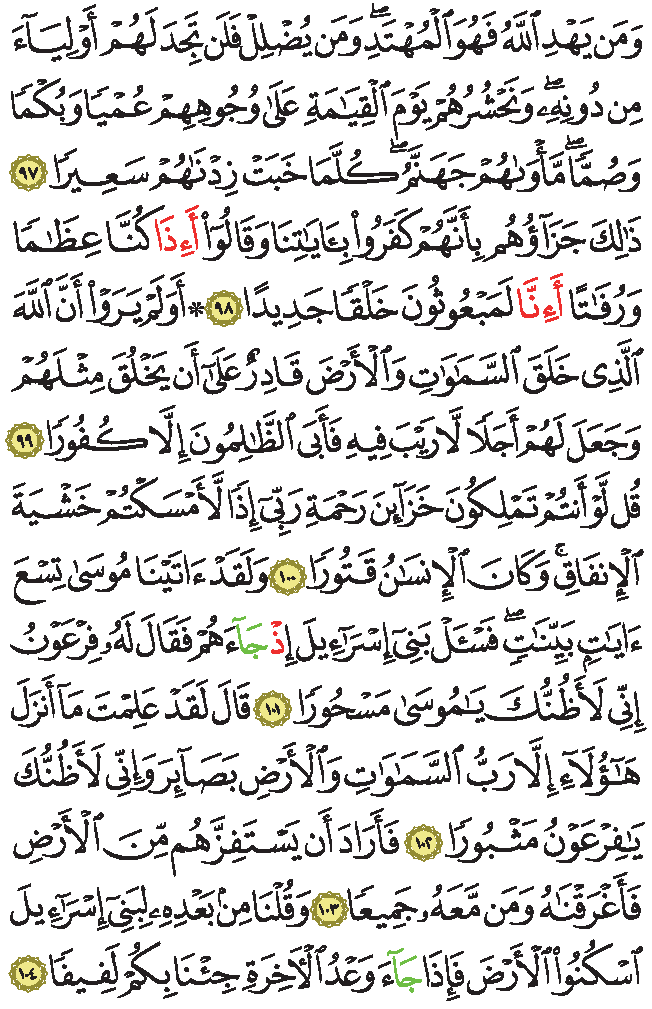 وَمَن يَهْدِ ٱللَّهُ فَهُوَ ٱلْمُهْتَدِۖ وَمَن يُضْلِلْ فَلَن تَجِدَ لَهُمْ أَوْلِيَآءَ
مِن دُونِهِۦۖ وَنَحْشُرُهُمْ يَوْمَ ٱلْقِيَٰمَةِ عَلَىٰ وُجُوهِهِمْ عُمْيًا وَبُكْمًا
وَصُمًّاۖ مَّأْوَىٰهُمْ جَهَنَّمُۖ كُلَّمَا خَبَتْ زِدْنَٰهُمْ سَعِيرًا ٩٧
ذَٰلِكَ جَزَآؤُهُم بِأَنَّهُمْ كَفَرُوا۟ بِـَٔايَٰتِنَا وَقَالُوٓا۟ أَءِذَا كُنَّا عِظَٰمًا
وَرُفَٰتًا أَءِنَّا لَمَبْعُوثُونَ خَلْقًا جَدِيدًا ٩٨ * أَوَلَمْ يَرَوْا۟ أَنَّ ٱللَّهَ
ٱلَّذِى خَلَقَ ٱلسَّمَٰوَٰتِ وَٱلْأَرْضَ قَادِرٌ عَلَىٰٓ أَن يَخْلُقَ مِثْلَهُمْ
وَجَعَلَ لَهُمْ أَجَلًا لَّا رَيْبَ فِيهِ فَأَبَى ٱلظَّٰلِمُونَ إِلَّا كُفُورًا ٩٩
قُل لَّوْ أَنتُمْ تَمْلِكُونَ خَزَآئِنَ رَحْمَةِ رَبِّىٓ إِذًا لَّأَمْسَكْتُمْ خَشْيَةَ
ٱلْإِنفَاقِۚ وَكَانَ ٱلْإِنسَٰنُ قَتُورًا ١٠٠ وَلَقَدْ ءَاتَيْنَا مُوسَىٰ تِسْعَ
ءَايَٰتٍۭ بَيِّنَٰتٍۖ فَسْـَٔلْ بَنِىٓ إِسْرَٰٓءِيلَ إِذْ جَآءَهُمْ فَقَالَ لَهُۥ فِرْعَوْنُ
إِنِّى لَأَظُنُّكَ يَٰمُوسَىٰ مَسْحُورًا ١٠١ قَالَ لَقَدْ عَلِمْتَ مَآ أَنزَلَ
هَٰٓؤُلَآءِ إِلَّا رَبُّ ٱلسَّمَٰوَٰتِ وَٱلْأَرْضِ بَصَآئِرَ وَإِنِّى لَأَظُنُّكَ
يَٰفِرْعَوْنُ مَثْبُورًا ١٠٢ فَأَرَادَ أَن يَسْتَفِزَّهُم مِّنَ ٱلْأَرْضِ
فَأَغْرَقْنَٰهُ وَمَن مَّعَهُۥ جَمِيعًا ١٠٣ وَقُلْنَا مِنۢ بَعْدِهِۦ لِبَنِىٓ إِسْرَٰٓءِيلَ
ٱسْكُنُوا۟ ٱلْأَرْضَ فَإِذَا جَآءَ وَعْدُ ٱلْءَاخِرَةِ جِئْنَا بِكُمْ لَفِيفًا ١٠٤